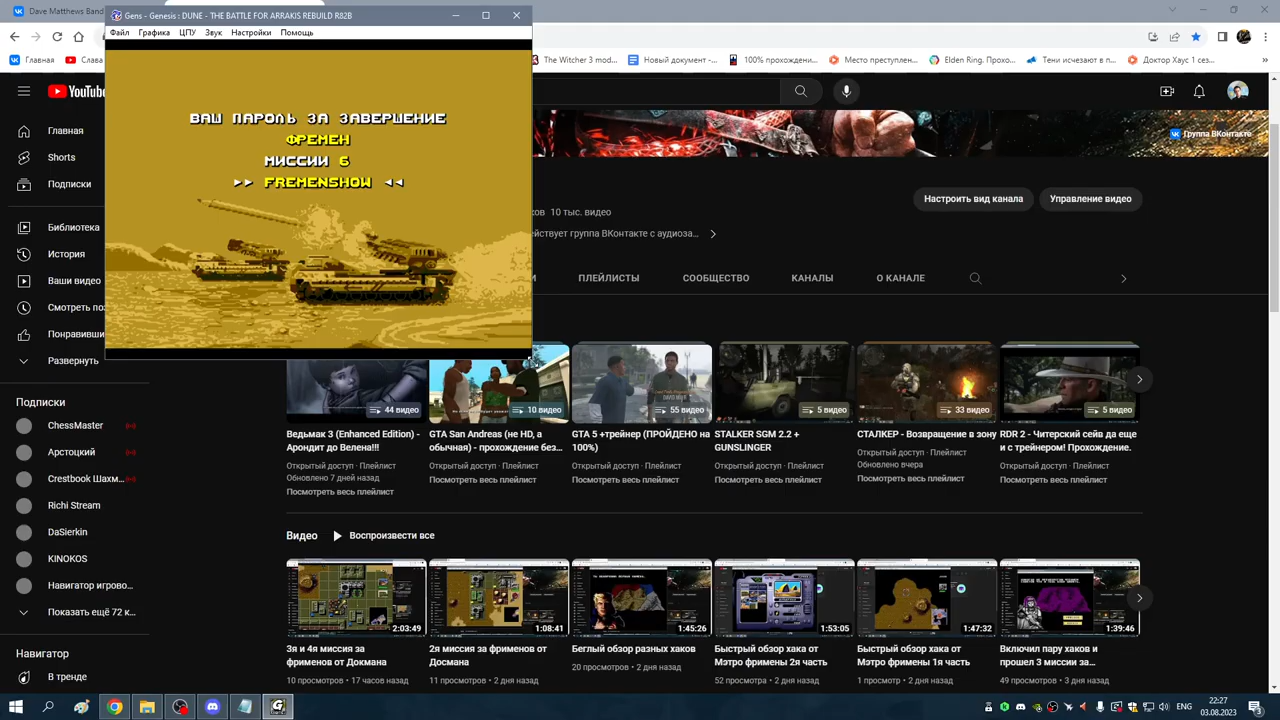 Dave Matthews Band
Gens - Genesis : DUNE - THE BATTLE FOR ARRAKIS REBUILD R82B
Файл Графика ЦПУ Звук Настройки Помощь
Главная
Слава
The Witcher 3 mod...
Новый документ -...
100% прохождени...
Место преступлен...
Elden Ring. Прохо...
Тени исчезают в п...
Доктор Хаус 1 сез...
YouTube
ВАШ ПАРОЛЬ ЗА ЗАВЕРШЕНИЕ
ФРЕМЕН
МИССИИ 6
►► FREMENSHOW ◄◄
Группа ВКонтакте
10 тыс. видео
Настроить вид канала
Управление видео
действует группа ВКонтакте с аудиоза...
ПЛЕЙЛИСТЫ СООБЩЕСТВО КАНАЛЫ О КАНАЛЕ
Главная
Shorts
Подписки
Библиотека
История
Ваши видео
Смотреть поз
Понравивши
Развернуть
Подписки
ChessMaster
Арстоцкий
Crestbook Шахм...
Richi Stream
DaSierkin
KINOKOS
Навигатор игрово...
Показать ещё 72 к...
Навигатор
В тренде
44 видео
Ведьмак 3 (Enhanced Edition) -
Арондит до Велена!!!
Открытый доступ · Плейлист
Обновлено 7 дней назад
Посмотреть весь плейлист
10 видео
GTA San Andreas (не HD, а
обычная) - прохождение без...
Открытый доступ · Плейлист
Посмотреть весь плейлист
55 видео
GTA 5 +трейнер (ПРОЙДЕНО на
100%)
Открытый доступ · Плейлист
Посмотреть весь плейлист
5 видео
STALKER SGM 2.2 +
GUNSLINGER
Открытый доступ · Плейлист
Посмотреть весь плейлист
33 видео
СТАЛКЕР - Возвращение в зону
Открытый доступ · Плейлист
Обновлено вчера
Посмотреть весь плейлист
5 видео
RDR 2 - Читерский сейв да еще
и с трейнером! Прохождение.
Открытый доступ · Плейлист
Посмотреть весь плейлист
Видео
Воспроизвести все
2:03:49
3я и 4я миссия за
фрименов от Докмана
10 просмотров • 17 часов назад
1:08:41
2я миссия за фрименов от
Досмана
11 просмотров • 2 дня назад
1:45:26
Беглый обзор разных хаков
20 просмотров • 2 дня назад
1:53:05
Быстрый обзор хака от
Мэтро фримены 2я часть
52 просмотра • 2 дня назад
1:47:32
Быстрый обзор хака от
Мэтро фримены 1я часть
1 просмотр • 2 дня назад
1:39:46
Включил пару хаков и
прошел 3 миссии за...
49 просмотров • 3 дня назад
ENG
22:27
03.08.2023